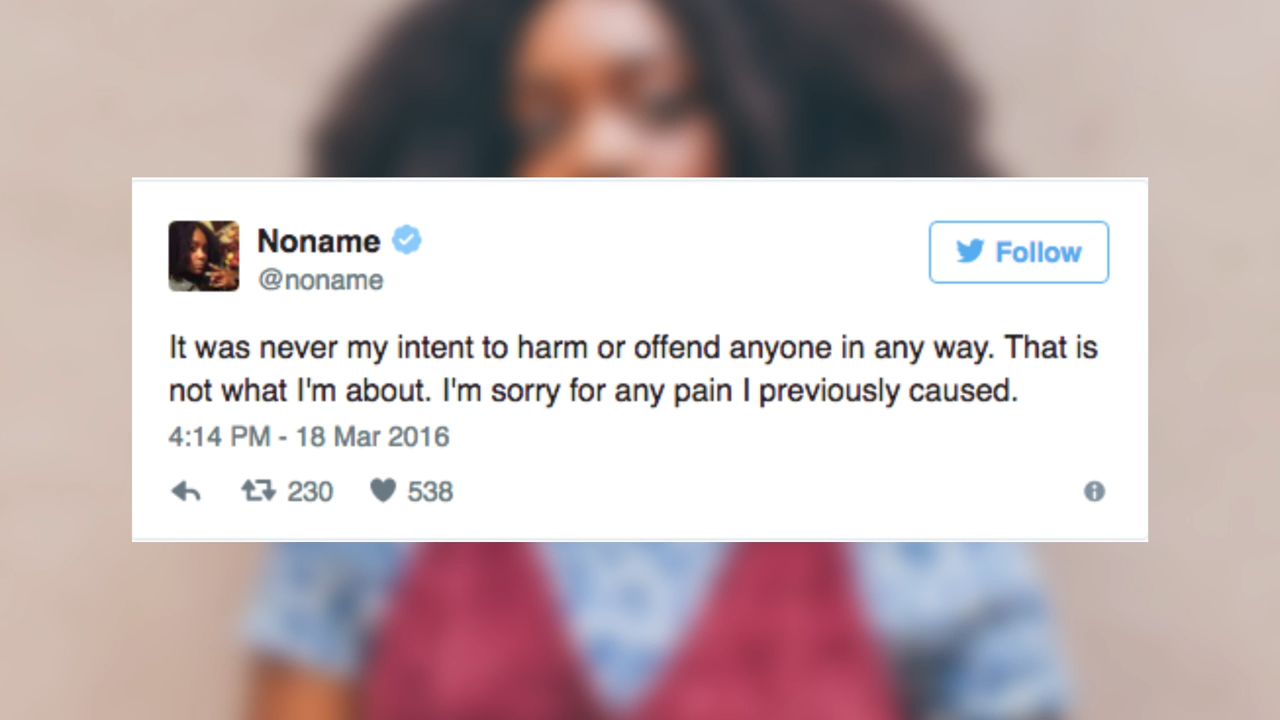 Noname
@noname
Follow
It was never my intent to harm or offend anyone in any way. That is
not what I'm about. I'm sorry for any pain I previously caused.
4:14 PM - 18 Mar 2016
230 538